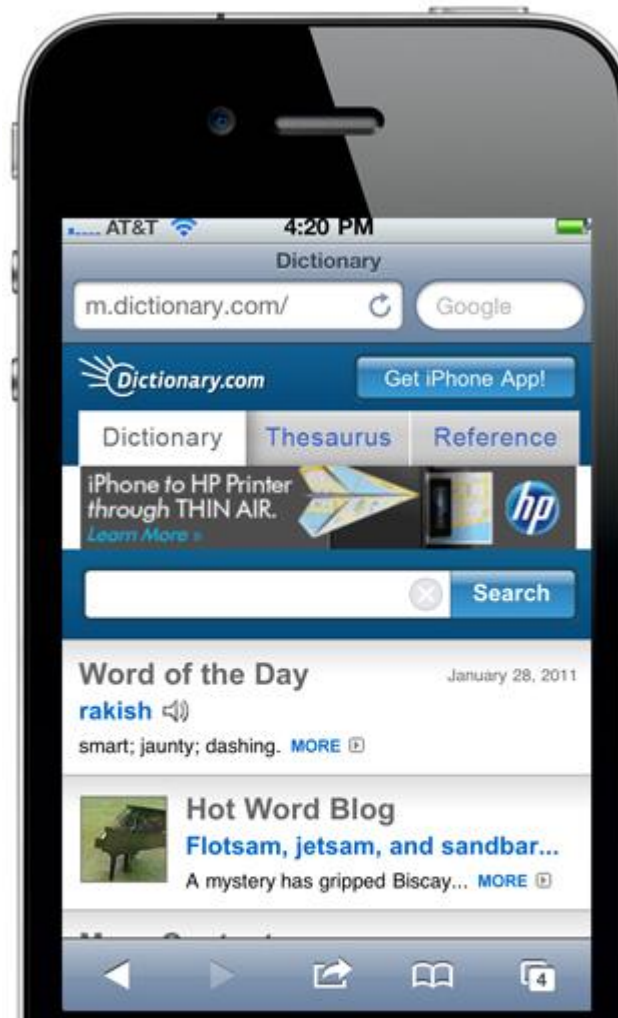 AT&T 4:20 PM
Dictionary
m.dictionary.com/ Google
Dictionary.com Get iPhone App!
Dictionary Thesaurus Reference
iPhone to HP Printer
through THIN AIR.
Learn More »
hp
Search
Word of the Day January 28, 2011
rakish
smart; jaunty; dashing. MORE
Hot Word Blog
Flotsam, jetsam, and sandbar...
A mystery has gripped Biscay... MORE
4